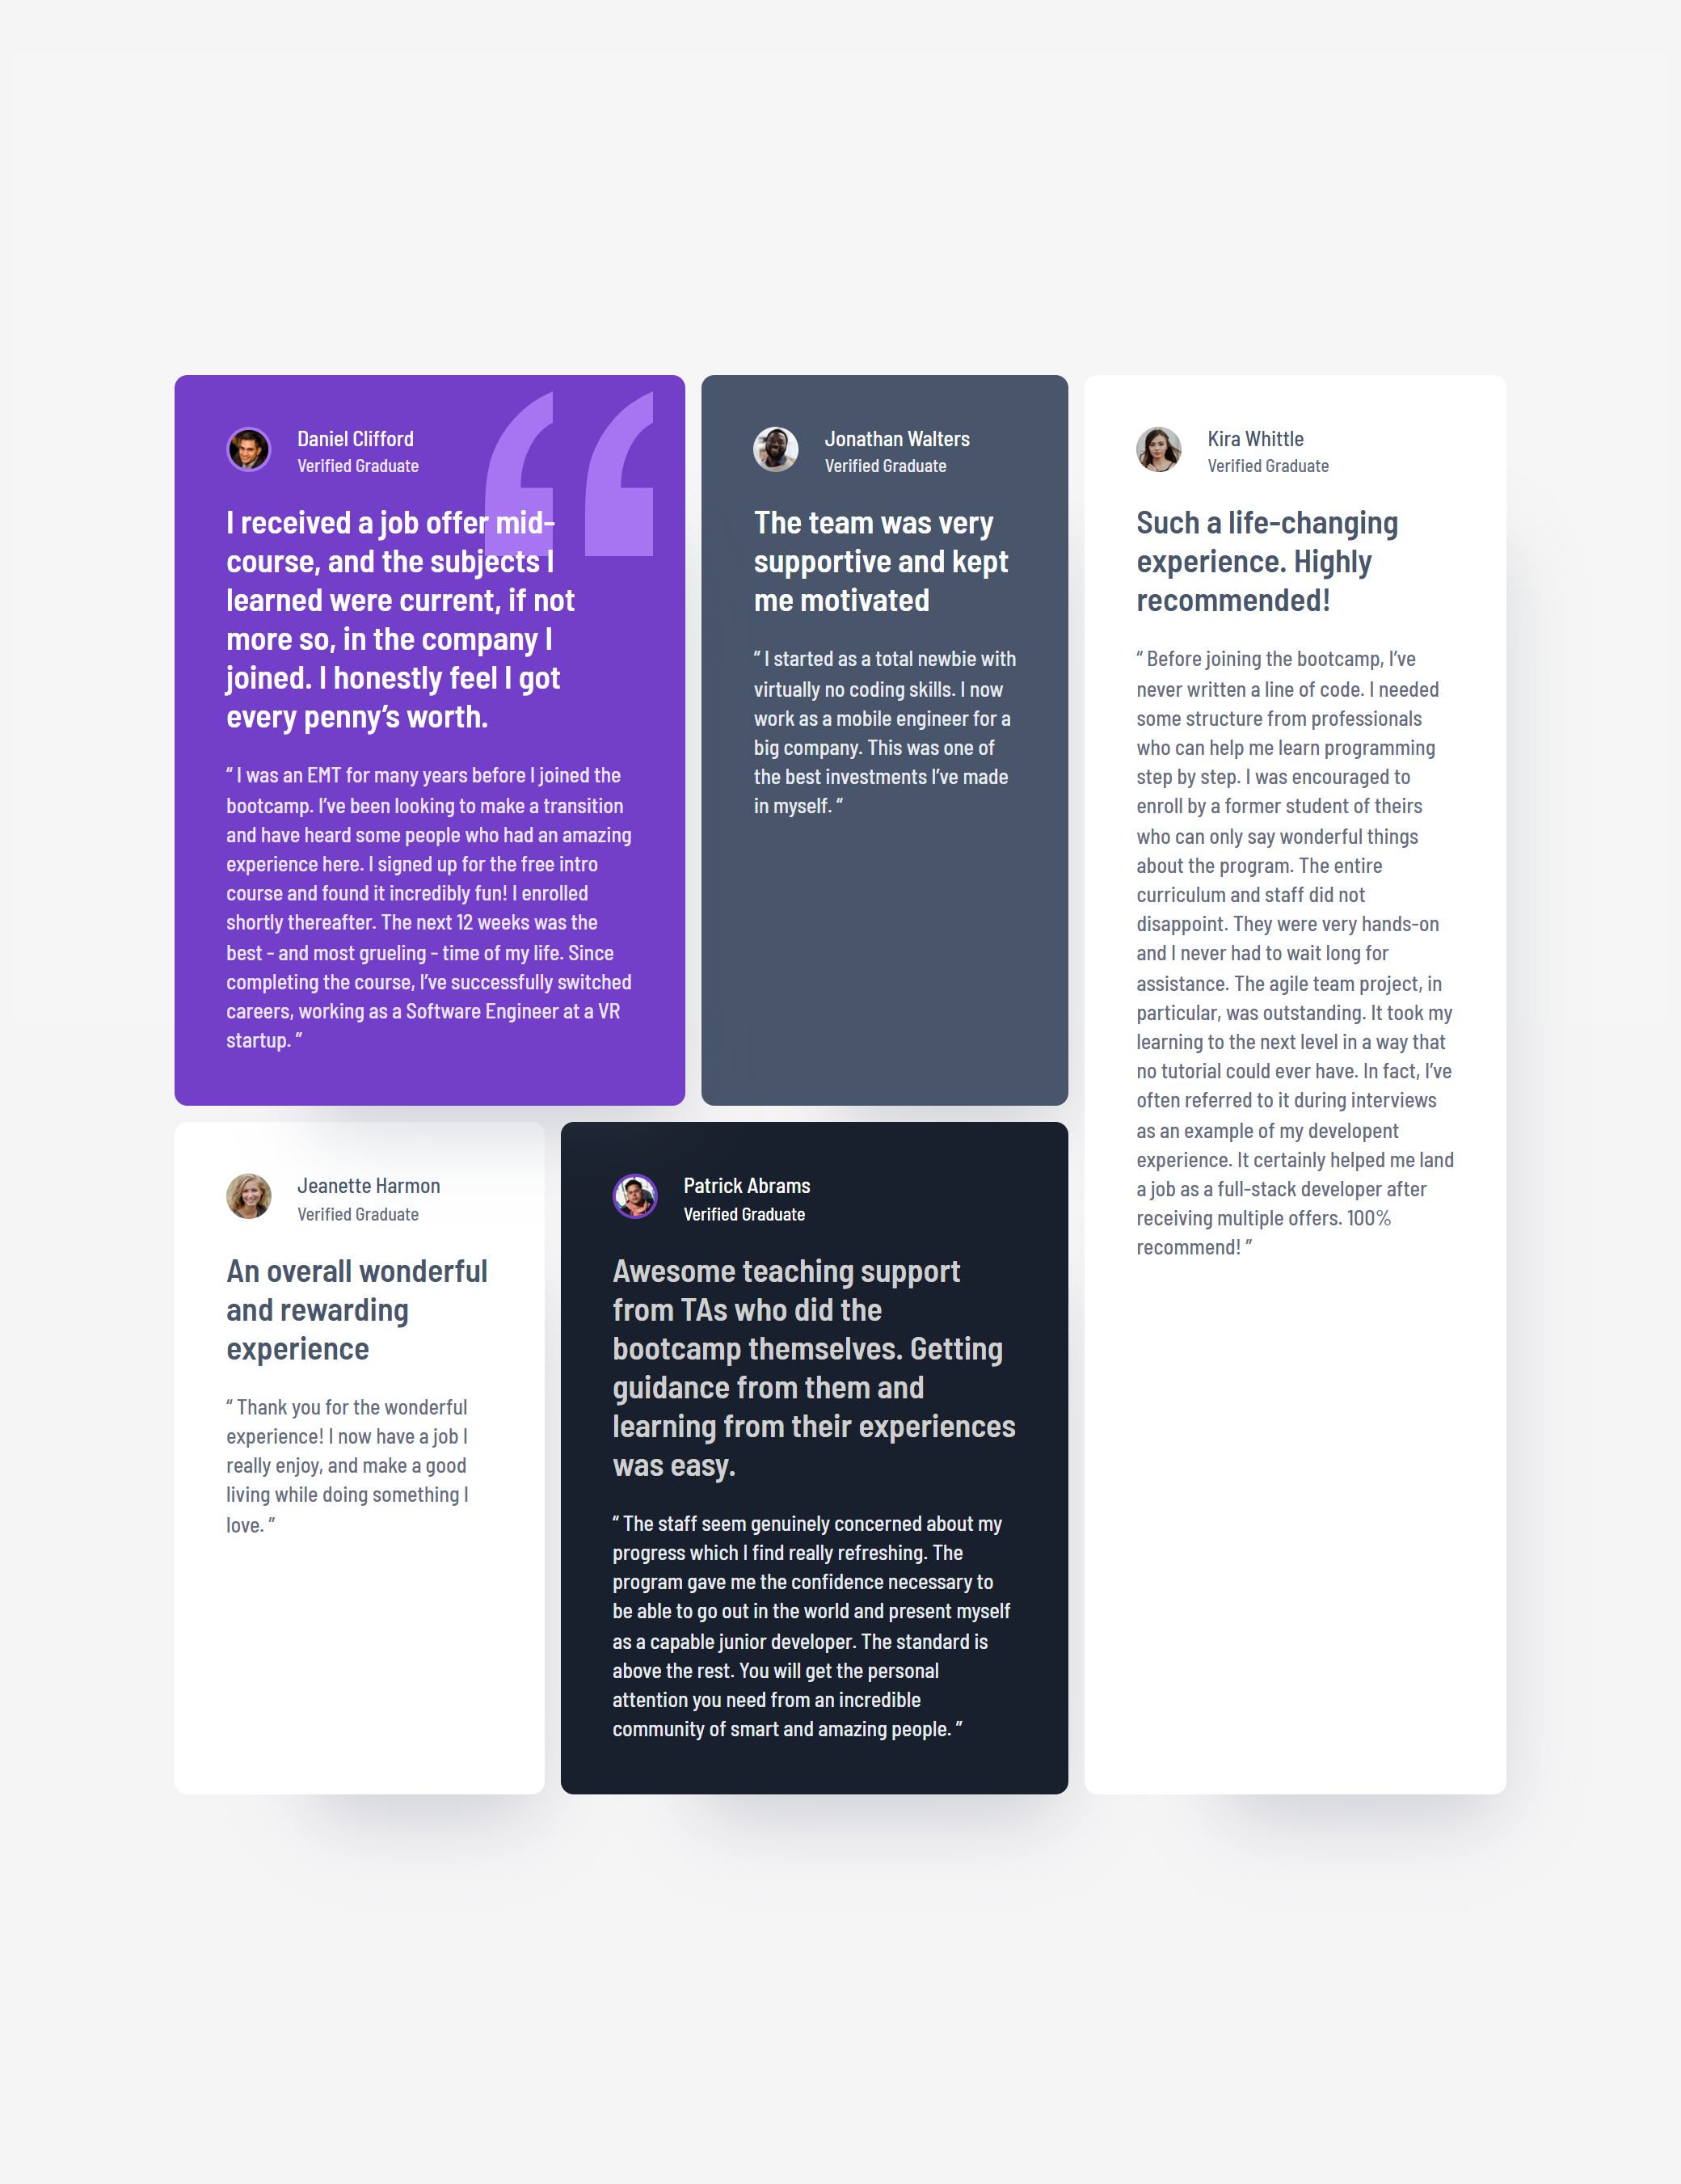 Daniel Clifford
Verified Graduate
I received a job offer mid-
course, and the subjects I
learned were current, if not
more so, in the company I
joined. I honestly feel I got
every penny’s worth.
“ I was an EMT for many years before I joined the
bootcamp. I’ve been looking to make a transition
and have heard some people who had an amazing
experience here. I signed up for the free intro
course and found it incredibly fun! I enrolled
shortly thereafter. The next 12 weeks was the
best - and most grueling - time of my life. Since
completing the course, I’ve successfully switched
careers, working as a Software Engineer at a VR
startup. ”
Jonathan Walters
Verified Graduate
The team was very
supportive and kept
me motivated
“ I started as a total newbie with
virtually no coding skills. I now
work as a mobile engineer for a
big company. This was one of
the best investments I’ve made
in myself. “
Kira Whittle
Verified Graduate
Such a life-changing
experience. Highly
recommended!
“ Before joining the bootcamp, I’ve
never written a line of code. I needed
some structure from professionals
who can help me learn programming
step by step. I was encouraged to
enroll by a former student of theirs
who can only say wonderful things
about the program. The entire
curriculum and staff did not
disappoint. They were very hands-on
and I never had to wait long for
assistance. The agile team project, in
particular, was outstanding. It took my
learning to the next level in a way that
no tutorial could ever have. In fact, I’ve
often referred to it during interviews
as an example of my developent
experience. It certainly helped me land
a job as a full-stack developer after
receiving multiple offers. 100%
recommend! ”
Jeanette Harmon
Verified Graduate
An overall wonderful
and rewarding
experience
“ Thank you for the wonderful
experience! I now have a job I
really enjoy, and make a good
living while doing something I
love. ”
Patrick Abrams
Verified Graduate
Awesome teaching support
from TAs who did the
bootcamp themselves. Getting
guidance from them and
learning from their experiences
was easy.
“ The staff seem genuinely concerned about my
progress which I find really refreshing. The
program gave me the confidence necessary to
be able to go out in the world and present myself
as a capable junior developer. The standard is
above the rest. You will get the personal
attention you need from an incredible
community of smart and amazing people. ”